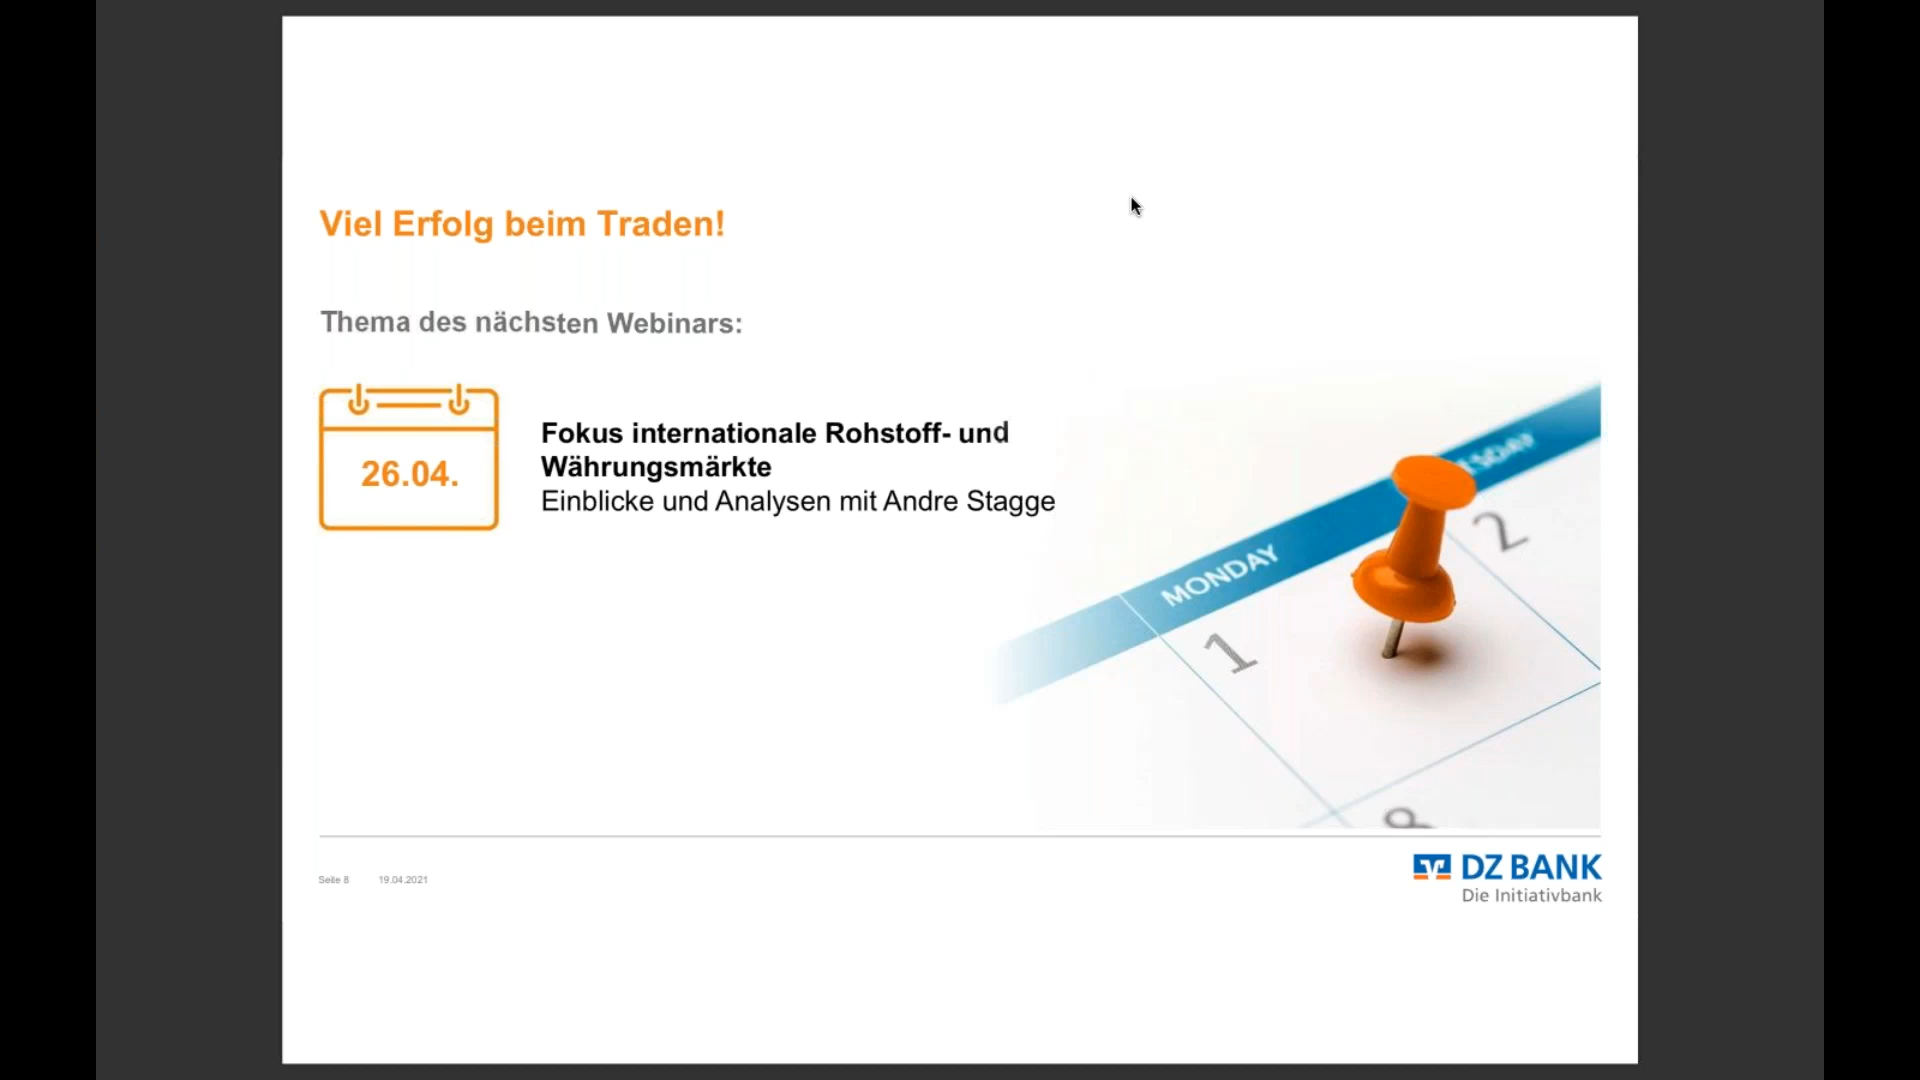 Viel Erfolg beim Traden!
Thema des nächsten Webinars:
26.04.
Fokus internationale Rohstoff- und
Währungsmärkte
Einblicke und Analysen mit Andre Stagge
MONDAY
1
2
8
Seite 8 19.04.2021
DZ BANK
Die Initiativbank